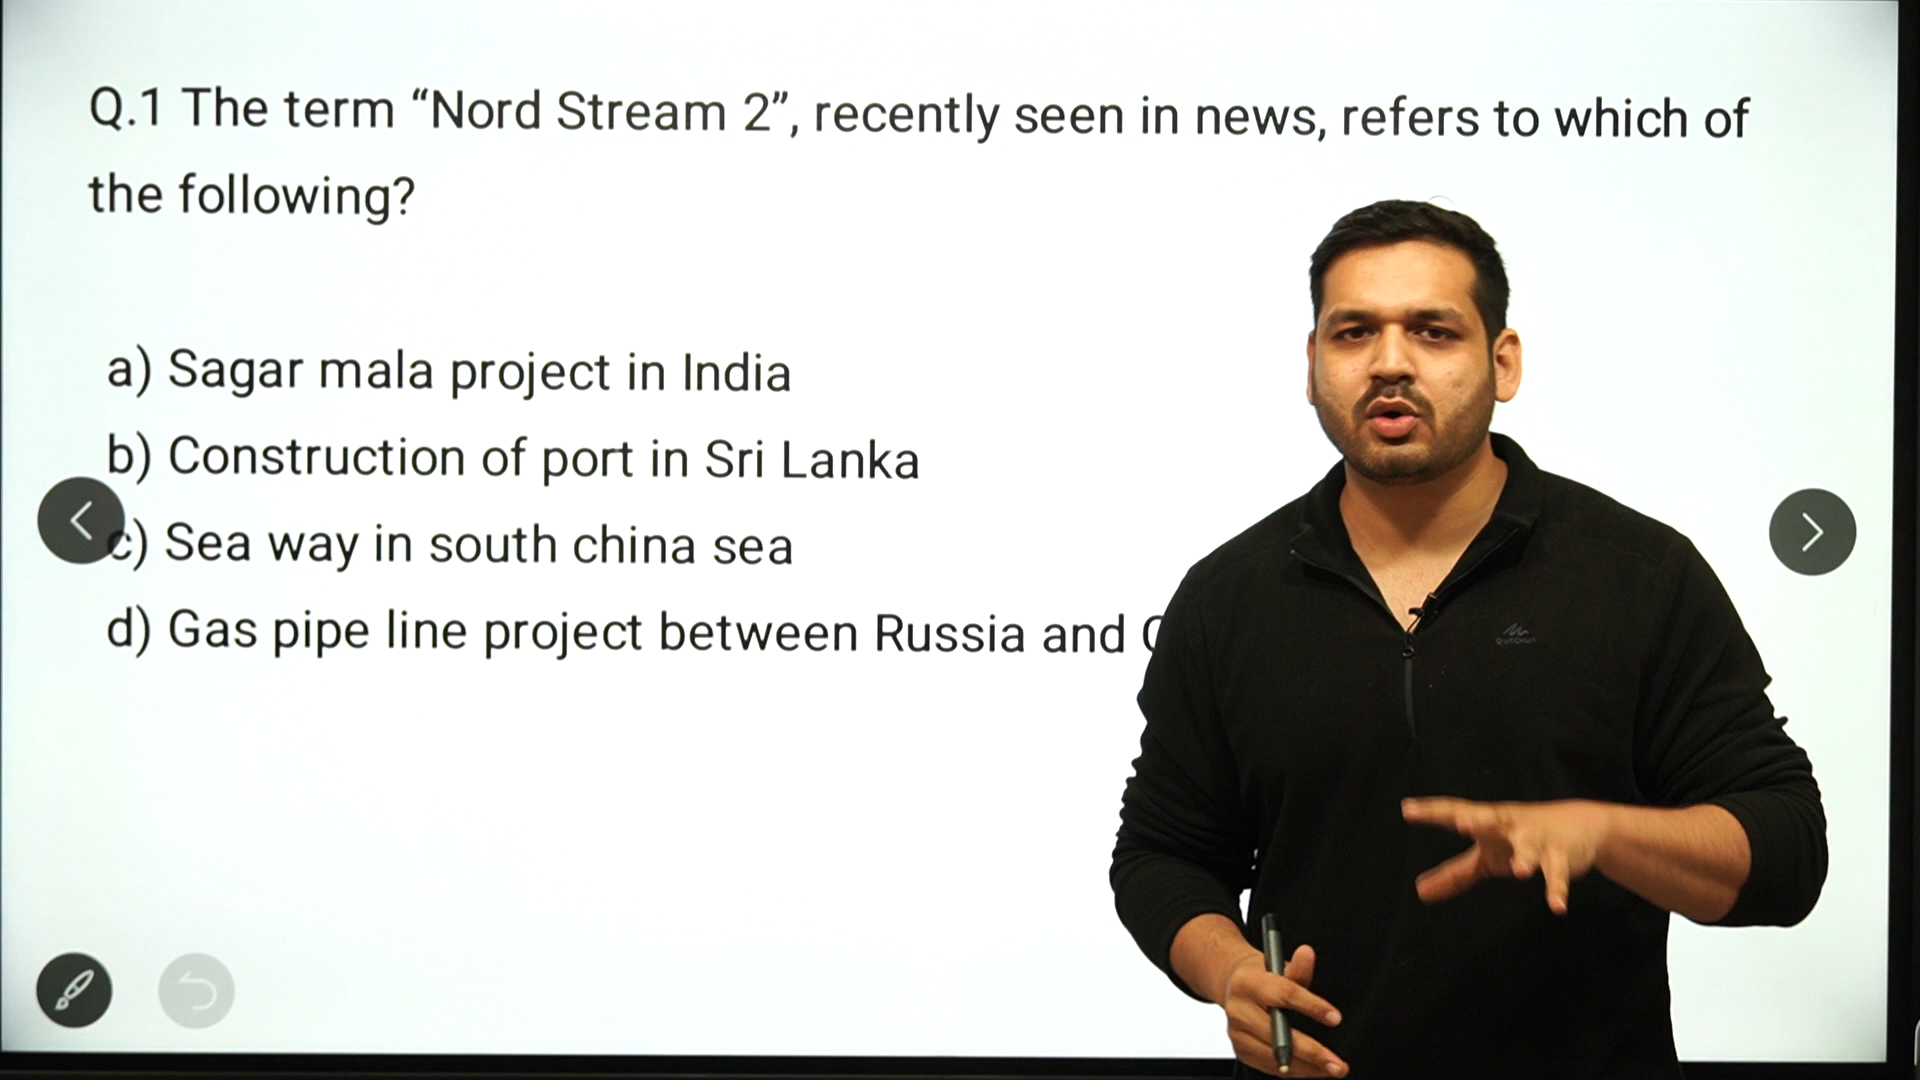 Q.1 The term “Nord Stream 2”, recently seen in news, refers to which of
the following?
a) Sagar mala project in India
b) Construction of port in Sri Lanka
c) Sea way in south china sea
d) Gas pipe line project between Russia and